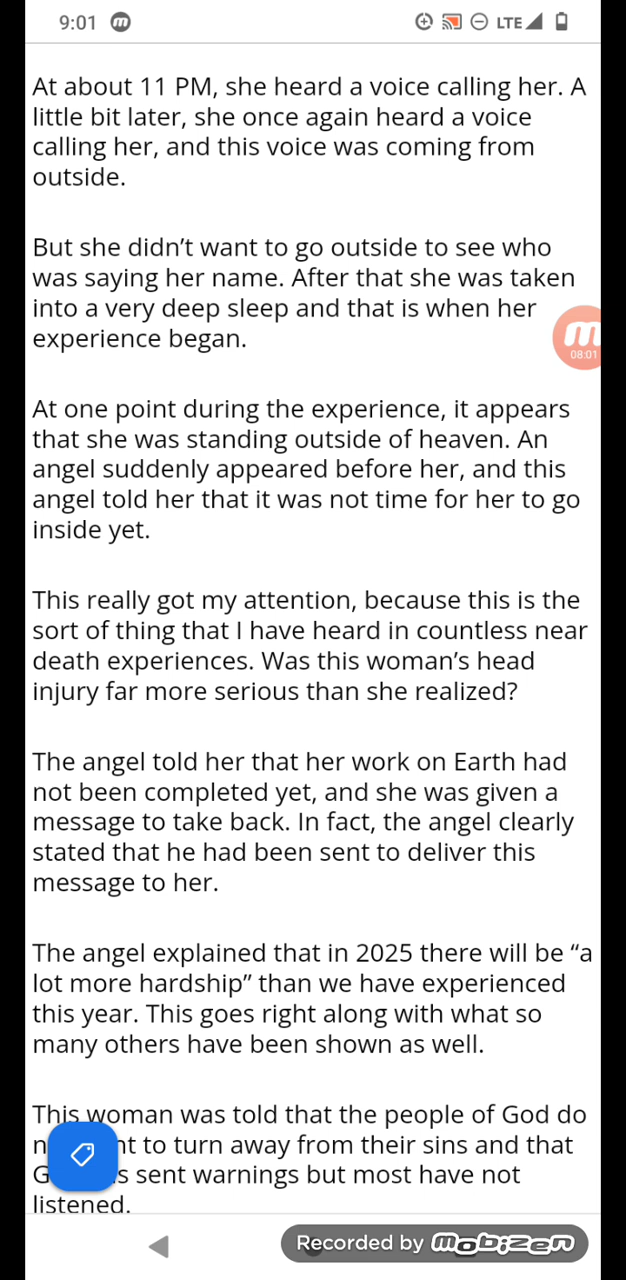 9:01 m LTE
At about 11 PM, she heard a voice calling her. A
little bit later, she once again heard a voice
calling her, and this voice was coming from
outside.
But she didn’t want to go outside to see who
was saying her name. After that she was taken
into a very deep sleep and that is when her
experience began.
m
08:01
At one point during the experience, it appears
that she was standing outside of heaven. An
angel suddenly appeared before her, and this
angel told her that it was not time for her to go
inside yet.
This really got my attention, because this is the
sort of thing that I have heard in countless near
death experiences. Was this woman’s head
injury far more serious than she realized?
The angel told her that her work on Earth had
not been completed yet, and she was given a
message to take back. In fact, the angel clearly
stated that he had been sent to deliver this
message to her.
The angel explained that in 2025 there will be “a
lot more hardship” than we have experienced
this year. This goes right along with what so
many others have been shown as well.
This woman was told that the people of God do
to turn away from their sins and that
sent warnings but most have not
listened.
Recorded by mobizen